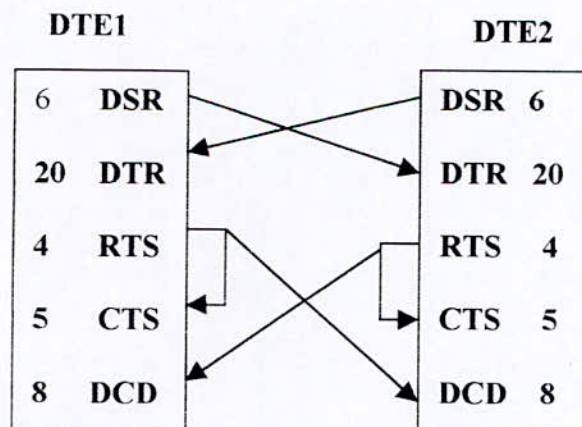 DTE1
DTE2
6 DSR
DSR 6
20 DTR
DTR 20
4 RTS
RTS 4
5 CTS
CTS 5
8 DCD
DCD 8